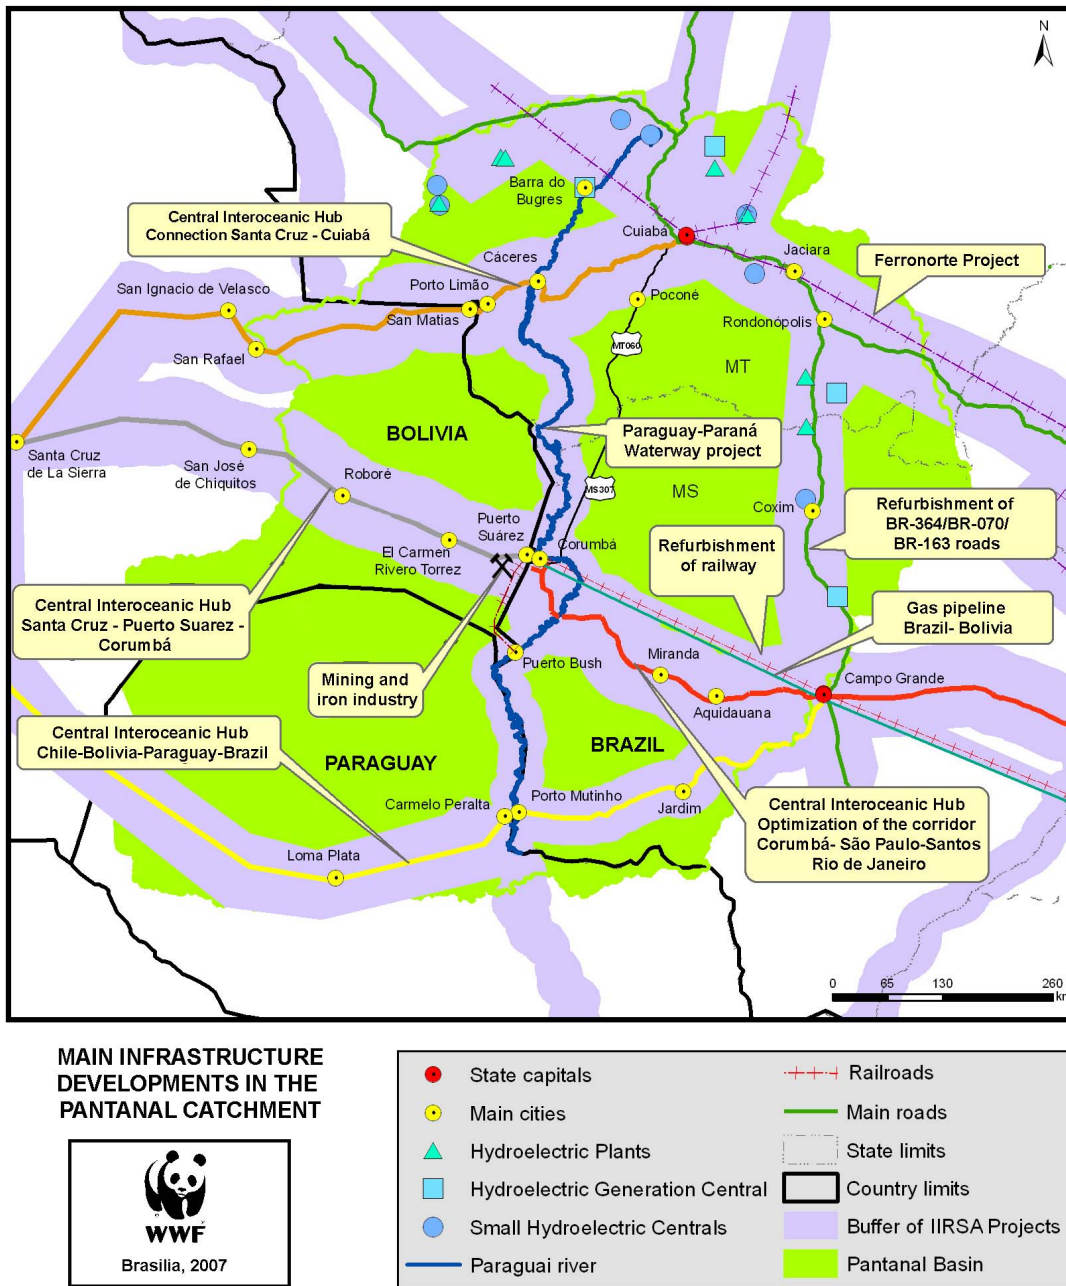 N
Barra do
Bugres
Central Interoceanic Hub
Connection Santa Cruz - Cuiabá
Cuiabá
Jaciara
Ferronorte Project
Cáceres
Porto Limão
San Ignacio de Velasco
San Matias
Poconé
Rondonópolis
San Rafael
MT060
MT
BOLIVIA
Paraguay-Paraná
Waterway project
Santa Cruz
de La Sierra
San José
de Chiquitos
Roboré
MS307
MS
Coxim
Refurbishment of
BR-364/BR-070/
BR-163 roads
Puerto
Suárez
Corumbá
El Carmen
Rivero Torrez
Refurbishment
of railway
Central Interoceanic Hub
Santa Cruz - Puerto Suarez -
Corumbá
Gas pipeline
Brazil- Bolivia
Mining and
iron industry
Puerto Bush
Miranda
Campo Grande
Aquidauana
Central Interoceanic Hub
Chile-Bolivia-Paraguay-Brazil
PARAGUAY
BRAZIL
Carmelo Peralta
Porto Mutinho
Jardim
Central Interoceanic Hub
Optimization of the corridor
Corumbá- São Paulo-Santos
Rio de Janeiro
Loma Plata
0 65 130 260
km
MAIN INFRASTRUCTURE
DEVELOPMENTS IN THE
PANTANAL CATCHMENT
WWF
Brasilia, 2007
State capitals
Main cities
Hydroelectric Plants
Hydroelectric Generation Central
Small Hydroelectric Centrals
Paraguai river
Railroads
Main roads
State limits
Country limits
Buffer of IIRSA Projects
Pantanal Basin